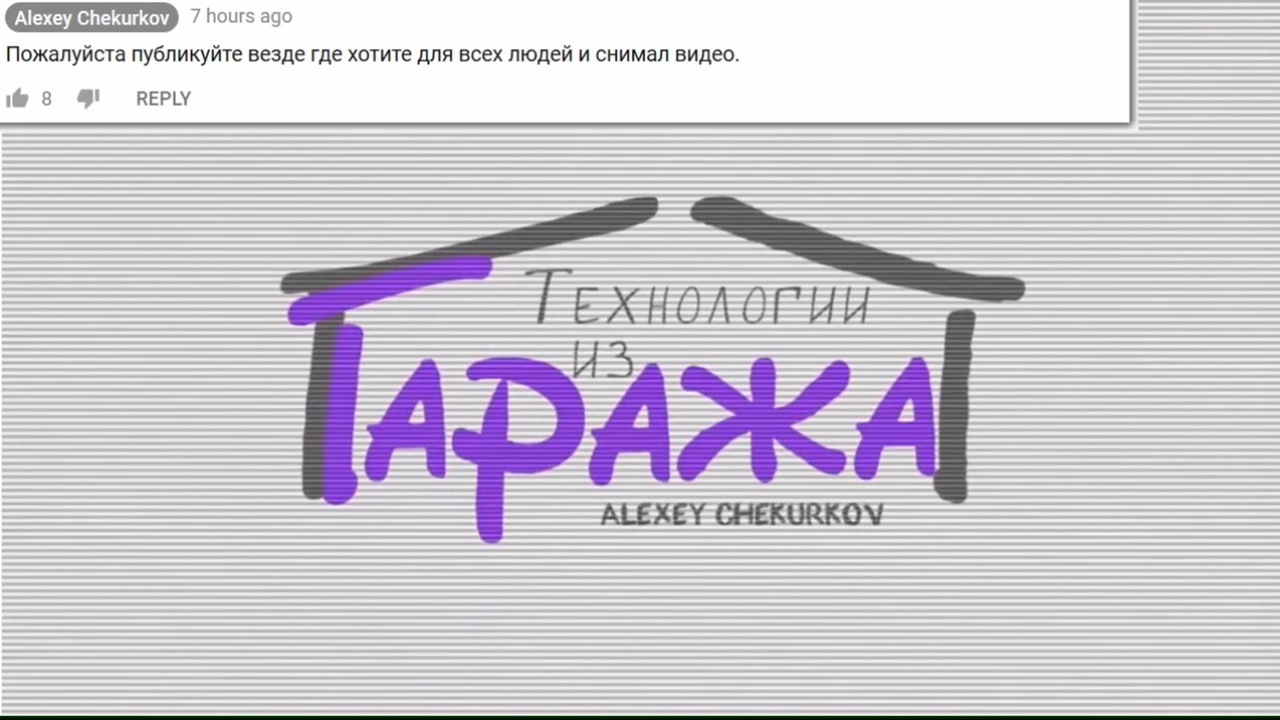 Alexey Chekurkov 7 hours ago
Пожалуйста публикуйте везде где хотите для всех людей и снимал видео.
8 REPLY
Технологии
из
Гаража
ALEXEY CHEKURKOV